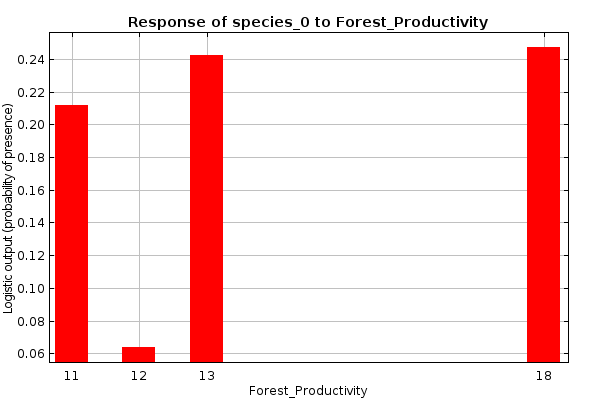 Response of species_0 to Forest_Productivity
Logistic output (probability of presence)
0.24
0.22
0.20
0.18
0.16
0.14
0.12
0.10
0.08
0.06
11 12 13 18
Forest_Productivity